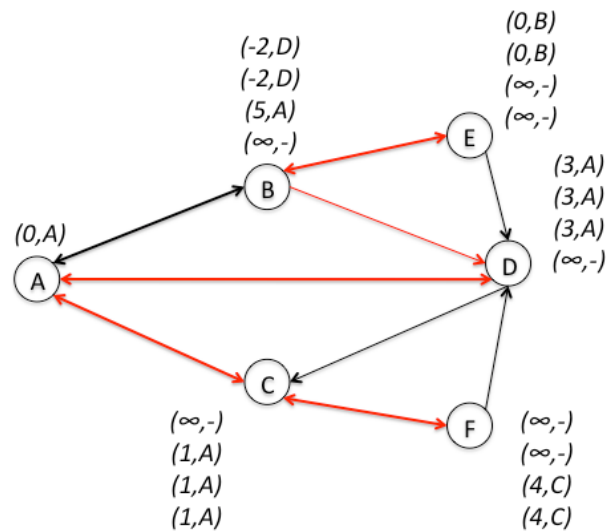 (0,B)
(0,B)
(∞,-)
(∞,-)
(-2,D)
(-2,D)
(5,A)
(∞,-)
E
(3,A)
(3,A)
(3,A)
(∞,-)
B
(0,A)
A
D
C
F
(∞,-)
(1,A)
(1,A)
(1,A)
(∞,-)
(∞,-)
(4,C)
(4,C)